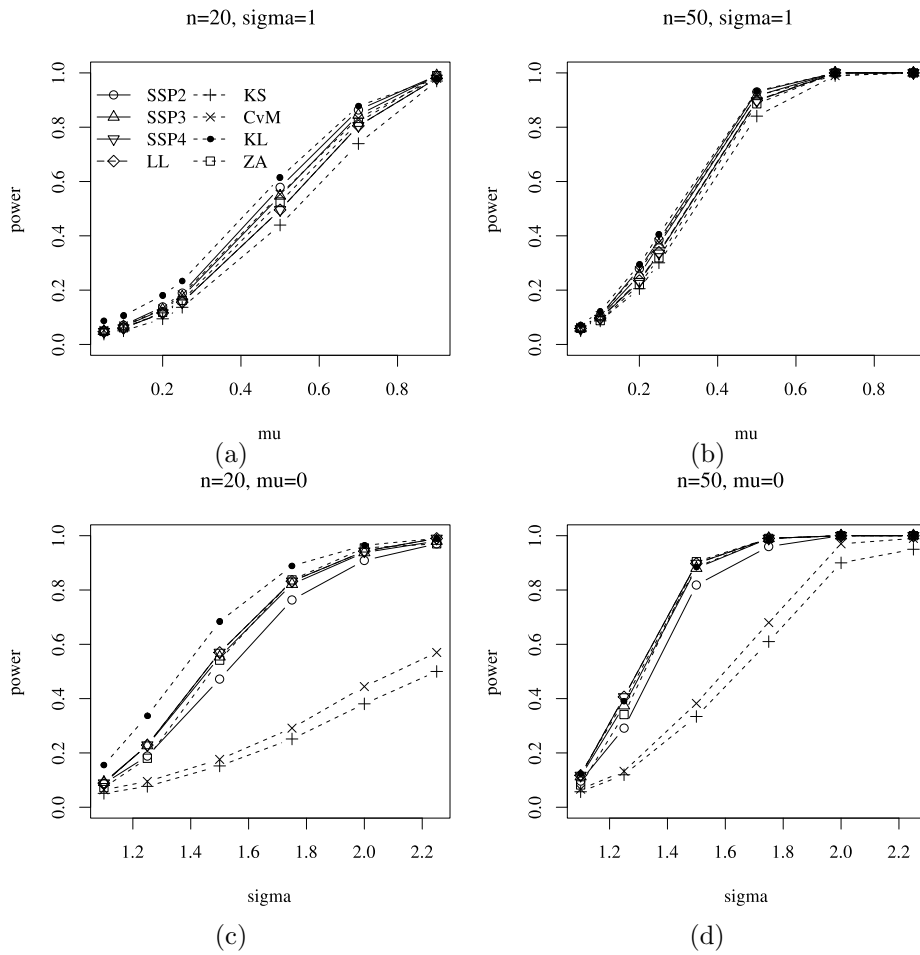 n=20, sigma=1
power
0.0 0.2 0.4 0.6 0.8 1.0
SSP2 KS
SSP3 CvM
SSP4 KL
LL ZA
0.2 0.4 0.6 0.8
mu
(a)
n=50, sigma=1
power
0.0 0.2 0.4 0.6 0.8 1.0
0.2 0.4 0.6 0.8
mu
(b)
n=20, mu=0
power
0.0 0.2 0.4 0.6 0.8 1.0
1.2 1.4 1.6 1.8 2.0 2.2
sigma
(c)
n=50, mu=0
power
0.0 0.2 0.4 0.6 0.8 1.0
1.2 1.4 1.6 1.8 2.0 2.2
sigma
(d)